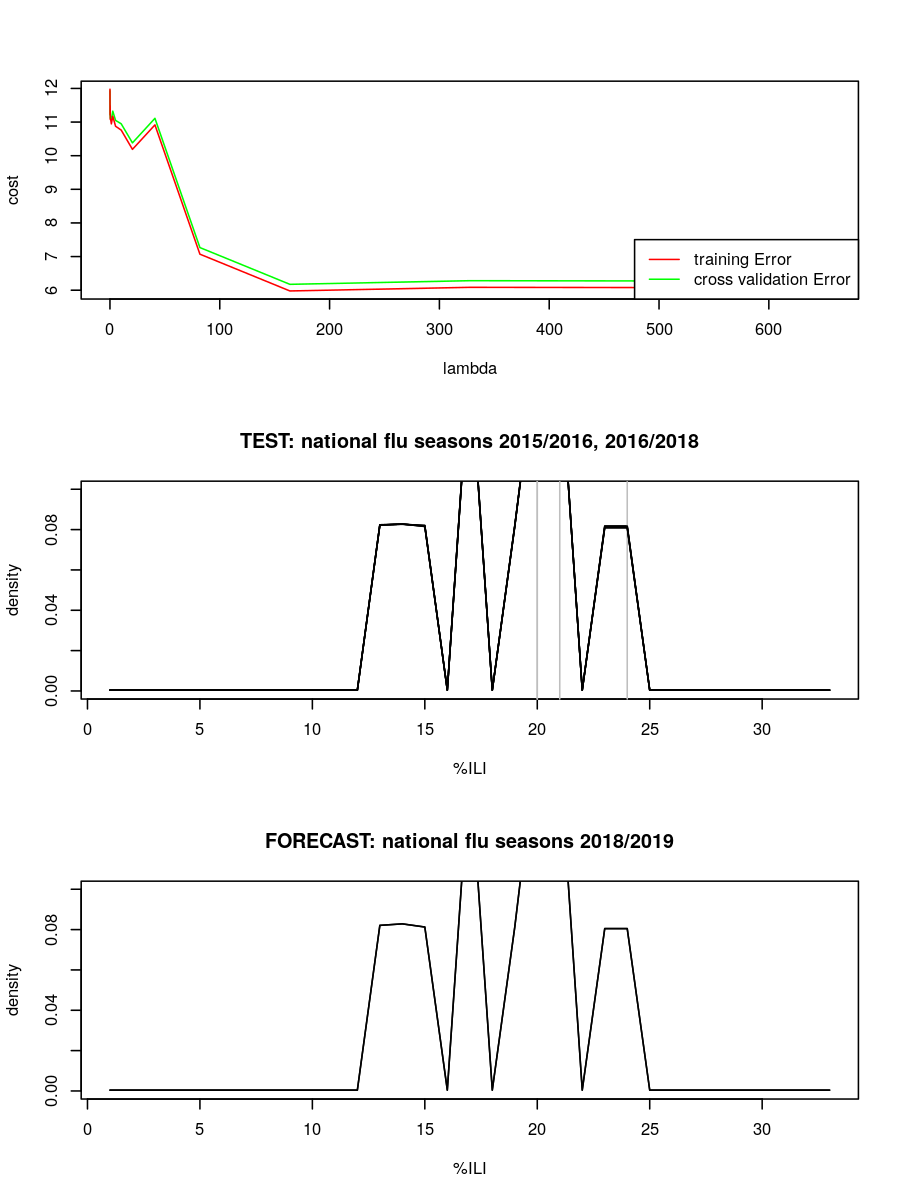 12
11
10
9
8
7
6
cost
training Error
cross validation Error
0 100 200 300 400 500 600
lambda
TEST: national flu seasons 2015/2016, 2016/2018
0.08
0.04
0.00
density
0 5 10 15 20 25 30
%ILI
FORECAST: national flu seasons 2018/2019
0.08
0.04
0.00
density
0 5 10 15 20 25 30
%ILI